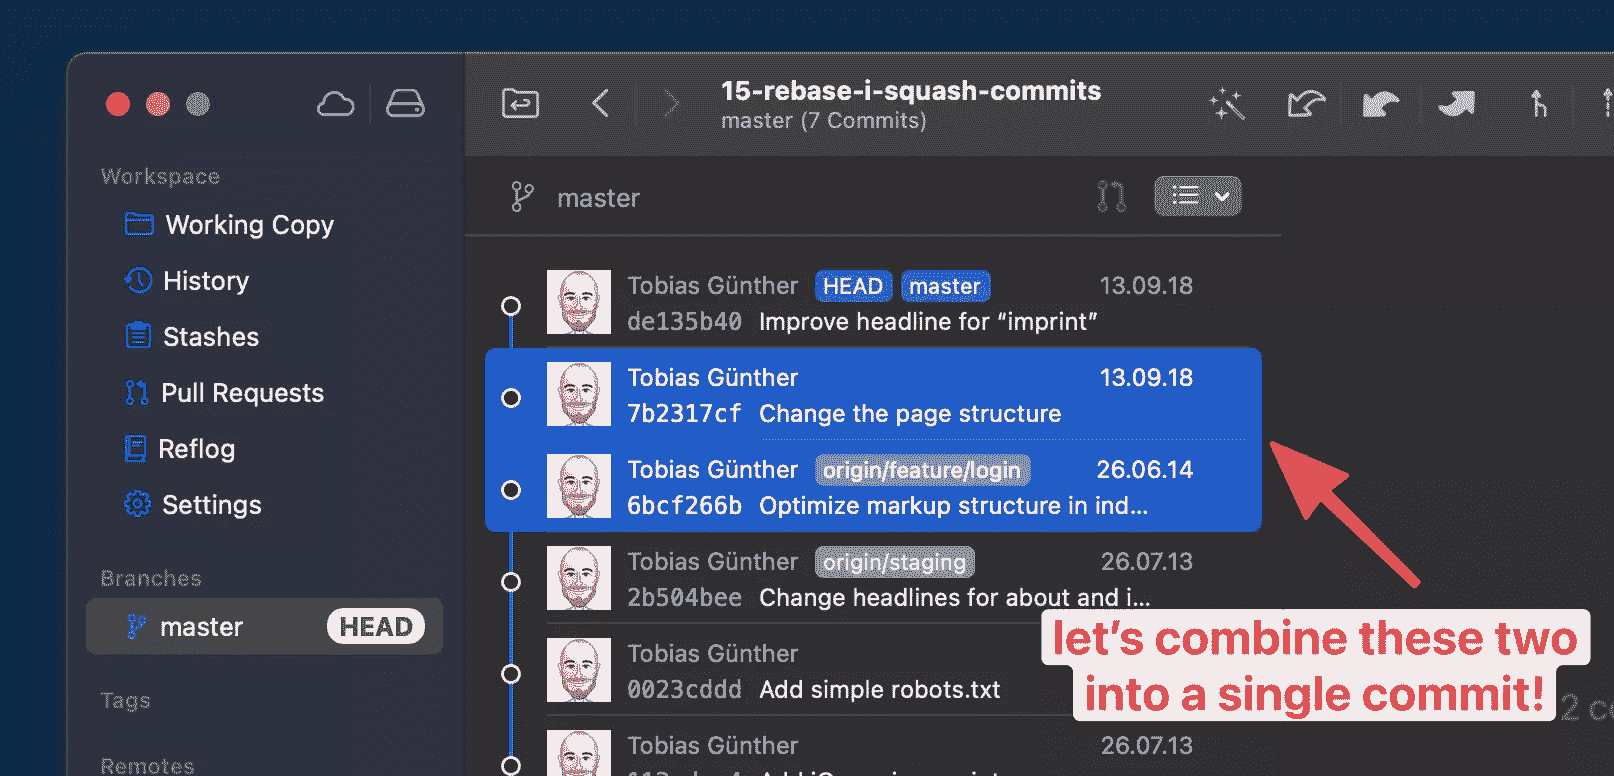 15-rebase-i-squash-commits
master (7 Commits)
Workspace
Working Copy
History
Stashes
Pull Requests
Reflog
Settings
Branches
master HEAD
Tags
Remotes
master
Tobias Günther HEAD master 13.09.18
de135b40 Improve headline for “imprint”
Tobias Günther 13.09.18
7b2317cf Change the page structure
Tobias Günther origin/feature/login 26.06.14
6bcf266b Optimize markup structure in ind…
Tobias Günther origin/staging 26.07.13
2b504bee Change headlines for about and i…
Tobias Günther
0023cddd Add simple robots.txt
Tobias Günther 26.07.13
let’s combine these two
into a single commit!